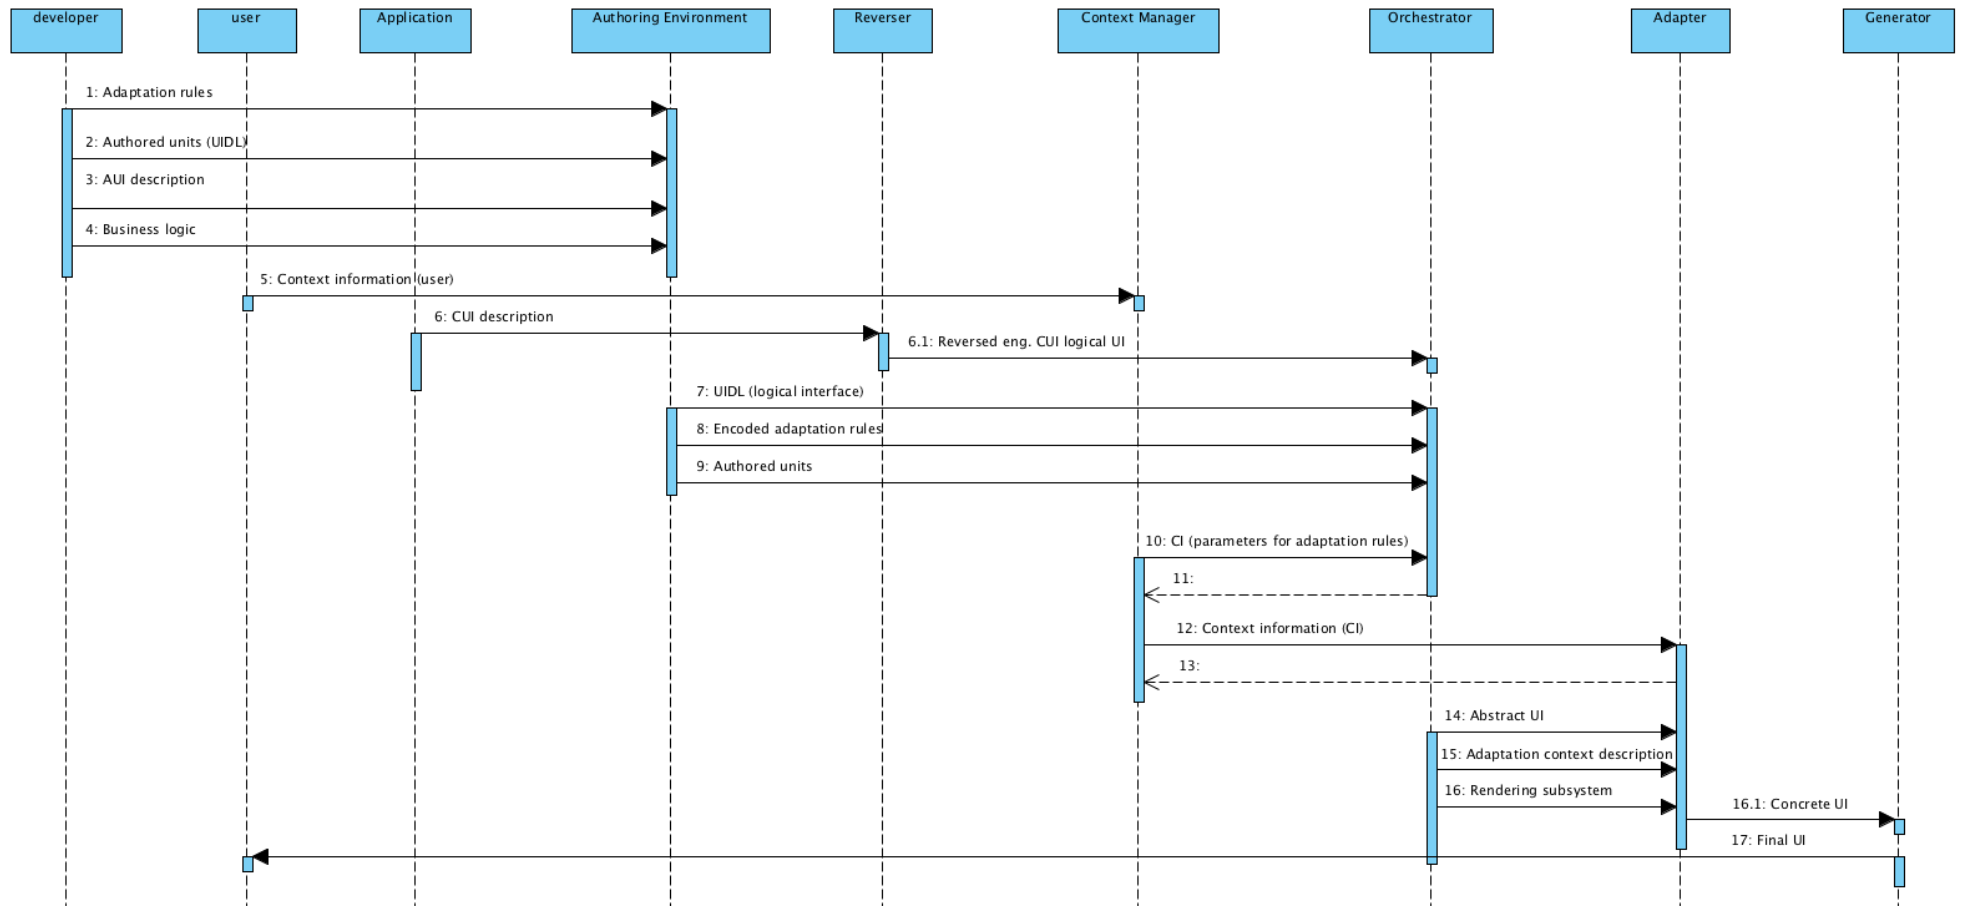 developer
user
Application
Authoring Environment
Reverser
Context Manager
Orchestrator
Adapter
Generator
1: Adaptation rules
2: Authored units (UIDL)
3: AUI description
4: Business logic
5: Context information (user)
6: CUI description
6.1: Reversed eng. CUI logical UI
7: UIDL (logical interface)
8: Encoded adaptation rules
9: Authored units
10: CI (parameters for adaptation rules)
11:
12: Context information (CI)
13:
14: Abstract UI
15: Adaptation context description
16: Rendering subsystem
16.1: Concrete UI
17: Final UI